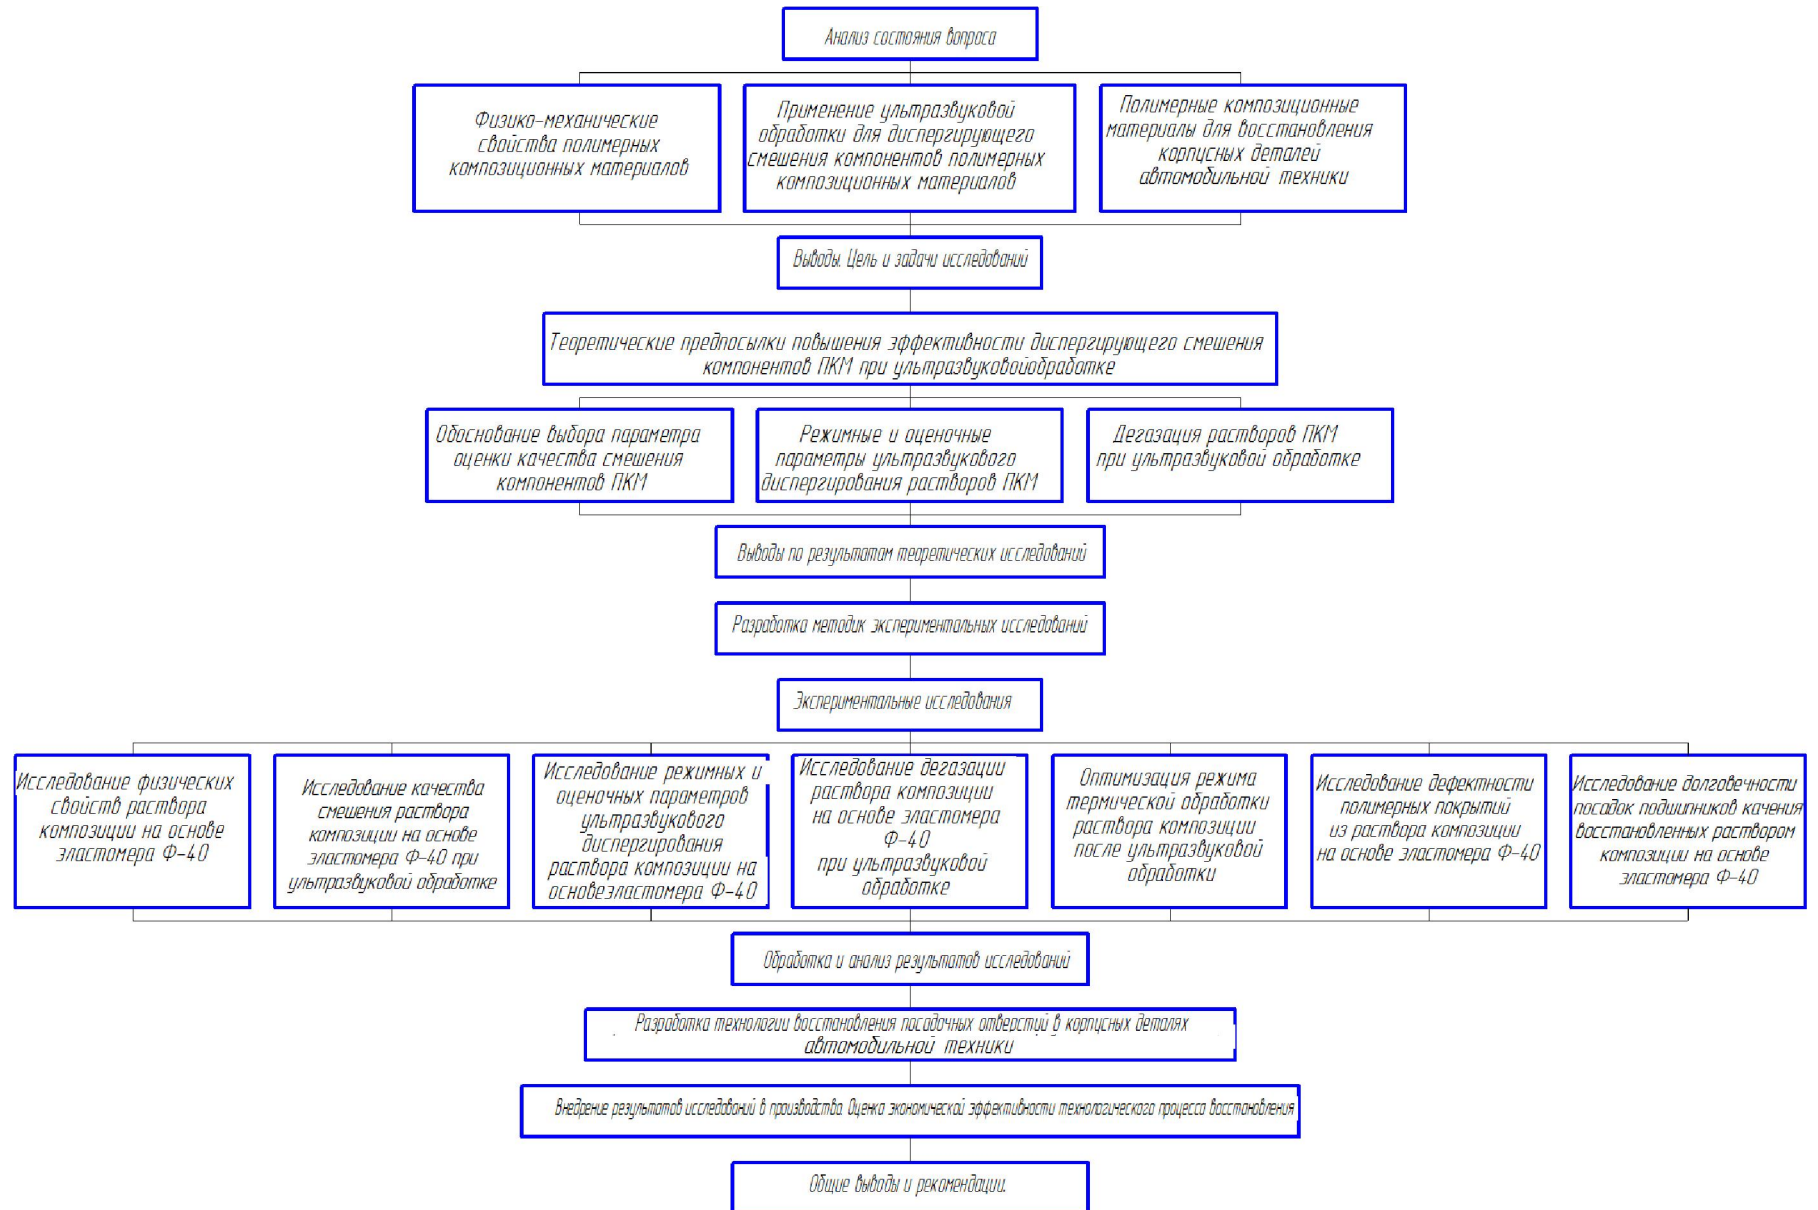 Анализ состояния вопроса
Физико-механические
свойства полимерных
композиционных материалов
Применение ультразвуковой
обработки для диспергирующего
смешения компонентов полимерных
композиционных материалов
Полимерные композиционные
материалы для восстановления
корпусных деталей
автомобильной техники
Выводы. Цель и задачи исследований
Теоретические предпосылки повышения эффективности диспергирующего смешения
компонентов ПКМ при ультразвуковойобработке
Обоснование выбора параметра
оценки качества смешения
компонентов ПКМ
Режимные и оценочные
параметры ультразвукового
диспергирования растворов ПКМ
Дегазация растворов ПКМ
при ультразвуковой обработке
Выводы по результатам теоретических исследований
Разработка методик экспериментальных исследований
Экспериментальные исследования
Исследование физических
свойств раствора
композиции на основе
эластомера Ф-40
Исследование качества
смешения раствора
композиции на основе
эластомера Ф-40 при
ультразвуковой обработке
Исследование режимных и
оценочных параметров
ультразвукового
диспергирования
раствора композиции на
основеэластомера Ф-40
Исследование дегазации
раствора композиции
на основе эластомера
Ф-40
при ультразвуковой
обработке
Оптимизация режима
термической обработки
раствора композиции
после ультразвуковой
обработки
Исследование дефектности
полимерных покрытий
из раствора композиции
на основе эластомера Ф-40
Исследование долговечности
посадок подшипников качения
восстановленных раствором
композиции на основе
эластомера Ф-40
Обработка и анализ результатов исследований
Разработка технологии восстановления посадочных отверстий в корпусных деталях
автомобильной техники
Внедрение результатов исследований в производства. Оценка экономической эффективности технологического процесса восстановления
Общие выводы и рекомендации.